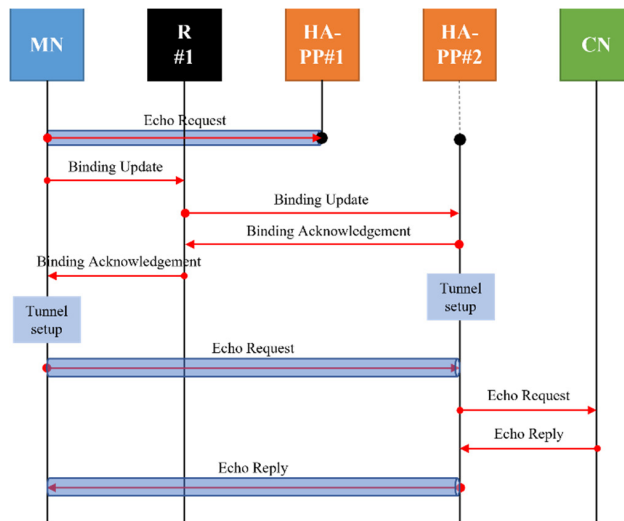 MN
R
#1
HA-
PP#1
HA-
PP#2
CN
Echo Request
Binding Update
Binding Update
Binding Acknowledgement
Binding Acknowledgement
Tunnel
setup
Tunnel
setup
Echo Request
Echo Request
Echo Reply
Echo Reply